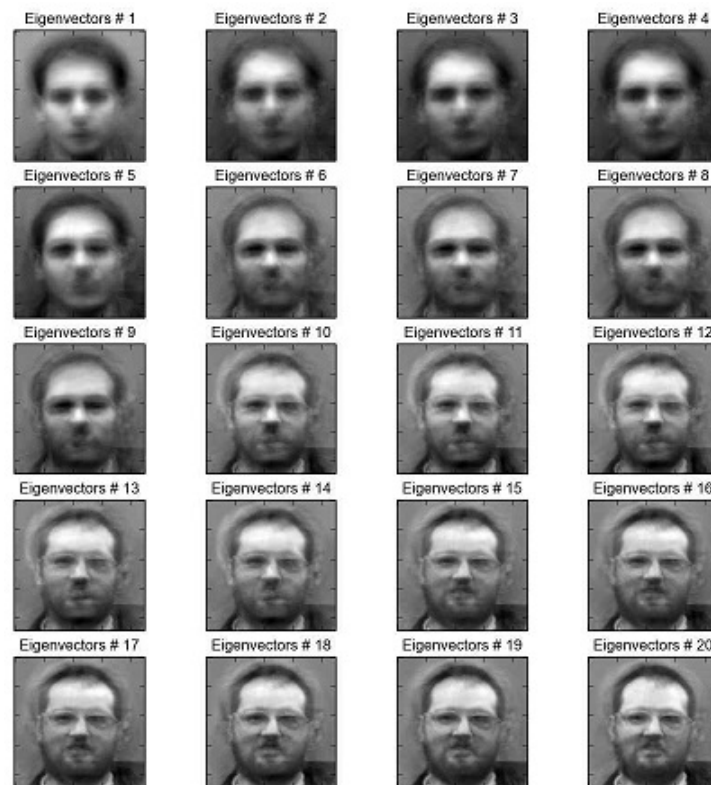 Eigenvectors # 1 Eigenvectors # 2 Eigenvectors # 3 Eigenvectors # 4
Eigenvectors # 5 Eigenvectors # 6 Eigenvectors # 7 Eigenvectors # 8
Eigenvectors # 9 Eigenvectors # 10 Eigenvectors # 11 Eigenvectors # 12
Eigenvectors # 13 Eigenvectors # 14 Eigenvectors # 15 Eigenvectors # 16
Eigenvectors # 17 Eigenvectors # 18 Eigenvectors # 19 Eigenvectors # 20